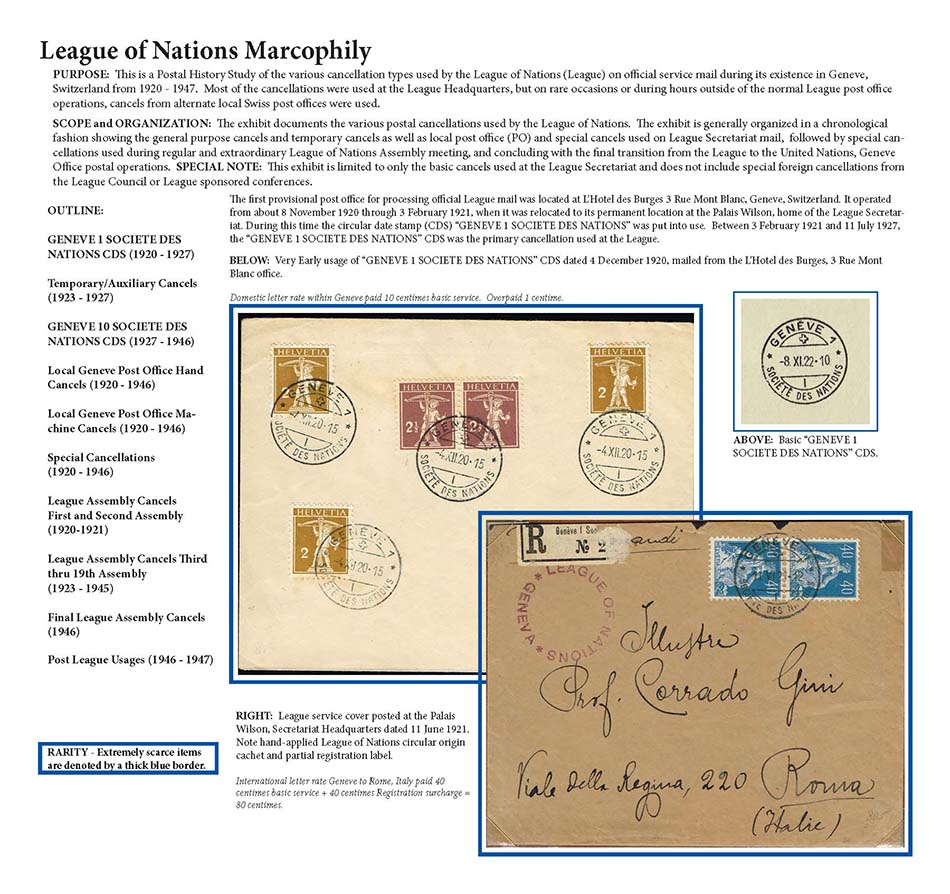 League of Nations Marcophily
PURPOSE: This is a Postal History Study of the various cancellation types used by the League of Nations (League) on official service mail during its existence in Geneve,
Switzerland from 1920 - 1947. Most of the cancellations were used at the League Headquarters, but on rare occasions or during hours outside of the normal League post office
operations, cancels from alternate local Swiss post offices were used.
SCOPE and ORGANIZATION: The exhibit documents the various postal cancellations used by the League of Nations. The exhibit is generally organized in a chronological
fashion showing the general purpose cancels and temporary cancels as well as local post office (PO) and special cancels used on League Secretariat mail, followed by special can-
cellations used during regular and extraordinary League of Nations Assembly meeting, and concluding with the final transition from the League to the United Nations, Geneve
Office postal operations. SPECIAL NOTE: This exhibit is limited to only the basic cancels used at the League Secretariat and does not include special foreign cancellations from
the League Council or League sponsored conferences.
OUTLINE:
GENEVE 1 SOCIETE DES
NATIONS CDS (1920 - 1927)
Temporary/Auxiliary Cancels
(1923 - 1927)
GENEVE 10 SOCIETE DES
NATIONS CDS (1927 - 1946)
Local Geneve Post Office Hand
Cancels (1920 - 1946)
Local Geneve Post Office Ma-
chine Cancels (1920 - 1946)
Special Cancellations
(1920 - 1946)
League Assembly Cancels
First and Second Assembly
(1920-1921)
League Assembly Cancels Third
thru 19th Assembly
(1923 - 1945)
Final League Assembly Cancels
(1946)
Post League Usages (1946 - 1947)
RARITY - Extremely scarce items
are denoted by a thick blue border.
The first provisional post office for processing official League mail was located at L'Hotel des Burges 3 Rue Mont Blanc, Geneve, Switzerland. It operated
from about 8 November 1920 through 3 February 1921, when it was relocated to its permanent location at the Palais Wilson, home of the League Secretar-
iat. During this time the circular date stamp (CDS) "GENEVE 1 SOCIETE DES NATIONS" was put into use. Between 3 February 1921 and 11 July 1927,
the "GENEVE 1 SOCIETE DES NATIONS" CDS was the primary cancellation used at the League.
BELOW: Very Early usage of "GENEVE 1 SOCIETE DES NATIONS" CDS dated 4 December 1920, mailed from the L'Hotel des Burges, 3 Rue Mont
Blanc office.
Domestic letter rate within Geneve paid 10 centimes basic service. Overpaid 1 centime.
HELVETIA
2
GENÈVE 1
XII.20-15
SOCIÉTÉ DES NATIONS
HELVETIA HELVETIA
2½ 2½
GENÈVE 1
-4.XII.20-15
SOCIÉTÉ DES NATIONS
HELVETIA
2
GENÈVE 1
-4.XII.20-15
SOCIÉTÉ DES NATIONS
HELVETIA
2
GENÈVE 1
20-15
SOCIÉTÉ DES NATIONS
GENÈVE 1
-8.XI.22-10
SOCIÉTÉ DES NATIONS
ABOVE: Basic "GENEVE 1
SOCIETE DES NATIONS" CDS.
R
Genève 1 Soc
№ 2
LEAGUE OF NATIONS
GENEVA
GENÈVE
40 40 40
Illustre
Prof. Corrado Gini
Viale della Regina, 220 Roma
(Italie)
RIGHT: League service cover posted at the Palais
Wilson, Secretariat Headquarters dated 11 June 1921.
Note hand-applied League of Nations circular origin
cachet and partial registration label.
International letter rate Geneve to Rome, Italy paid 40
centimes basic service + 40 centimes Registration surcharge =
80 centimes.